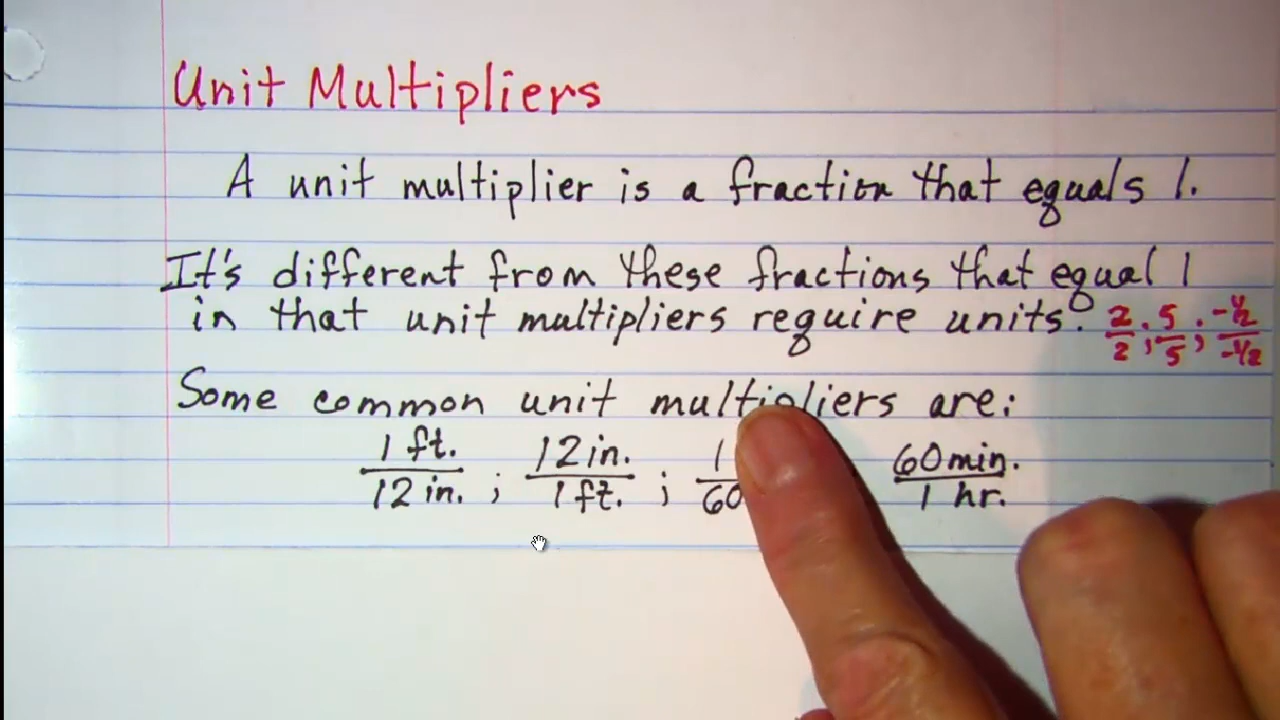 Unit Multipliers
A unit multiplier is a fraction that equals 1.
It's different from these fractions that equal 1
in that unit multipliers require units. 2/2; 5/5; -1/2/-1/2
Some common unit multipliers are:
1 ft./12 in.; 12 in./1 ft.; 1/60 60 min./1 hr.